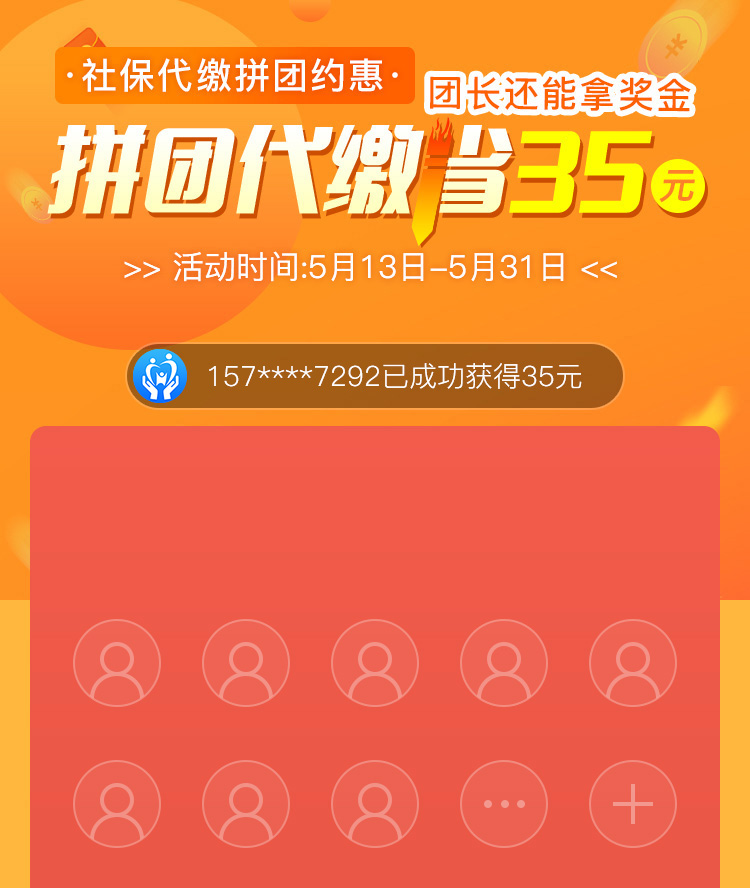 ·社保代缴拼团约惠·
团长还能拿奖金
拼团代缴省35元
>> 活动时间:5月13日-5月31日 <<
157****7292已成功获得35元